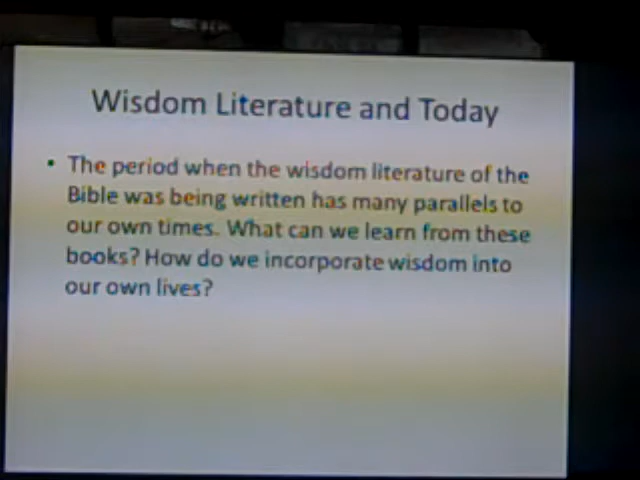 Wisdom Literature and Today
• The period when the wisdom literature of the
Bible was being written has many parallels to
our own times. What can we learn from these
books? How do we incorporate wisdom into
our own lives?